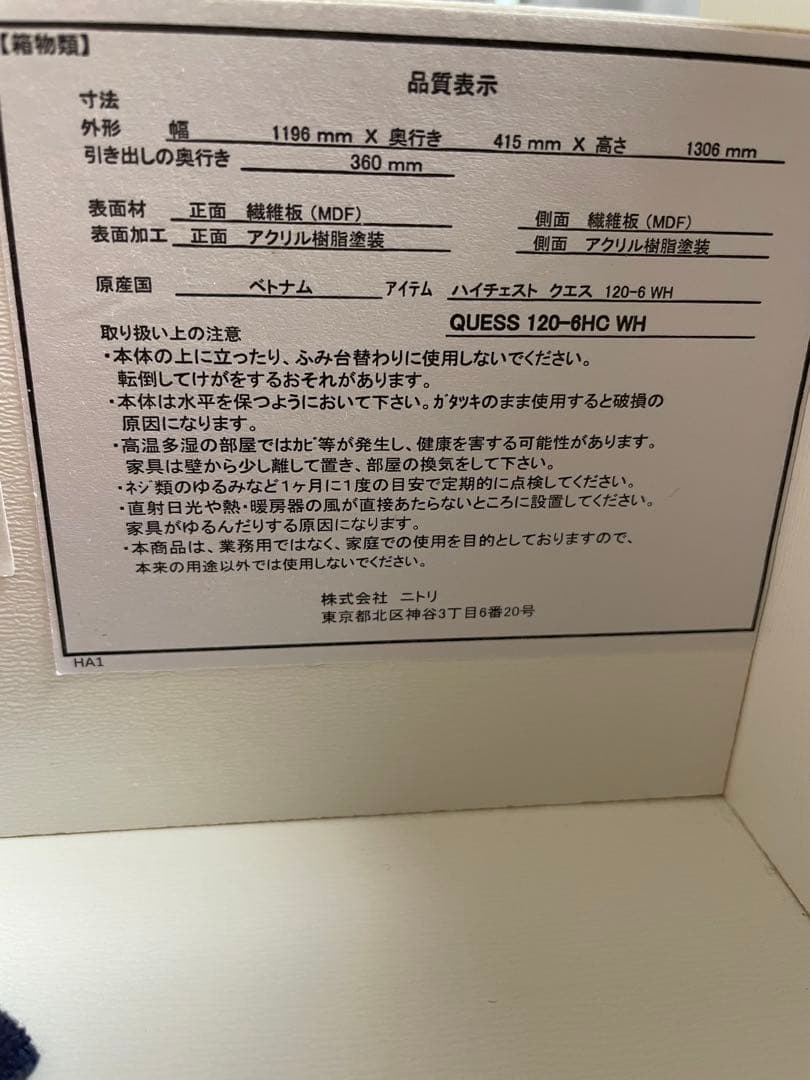 【箱物類】
品質表示
寸法
外形 幅 1196 mm X 奥行き 415 mm X 高さ 1306 mm
引き出しの奥行き 360 mm
表面材 正面 繊維板 (MDF) 側面 繊維板 (MDF)
表面加工 正面 アクリル樹脂塗装 側面 アクリル樹脂塗装
原産国 ベトナム アイテム ハイチェスト クエス 120-6 WH
QUESS 120-6HC WH
取り扱い上の注意
・本体の上に立ったり、ふみ台替わりに使用しないでください。
転倒してけがをするおそれがあります。
・本体は水平を保つようにおいて下さい。ｶﾞﾀﾂｷのまま使用すると破損の
原因になります。
・高温多湿の部屋ではｶﾋﾞ等が発生し、健康を害する可能性があります。
家具は壁から少し離して置き、部屋の換気をして下さい。
・ﾈｼﾞ類のゆるみなど１ヶ月に１度の目安で定期的に点検してください。
・直射日光や熱・暖房器の風が直接あたらないところに設置してください。
家具がゆるんだりする原因になります。
・本商品は、業務用ではなく、家庭での使用を目的としておりますので、
本来の用途以外では使用しないでください。
株式会社 ニトリ
東京都北区神谷3丁目6番20号
HA1